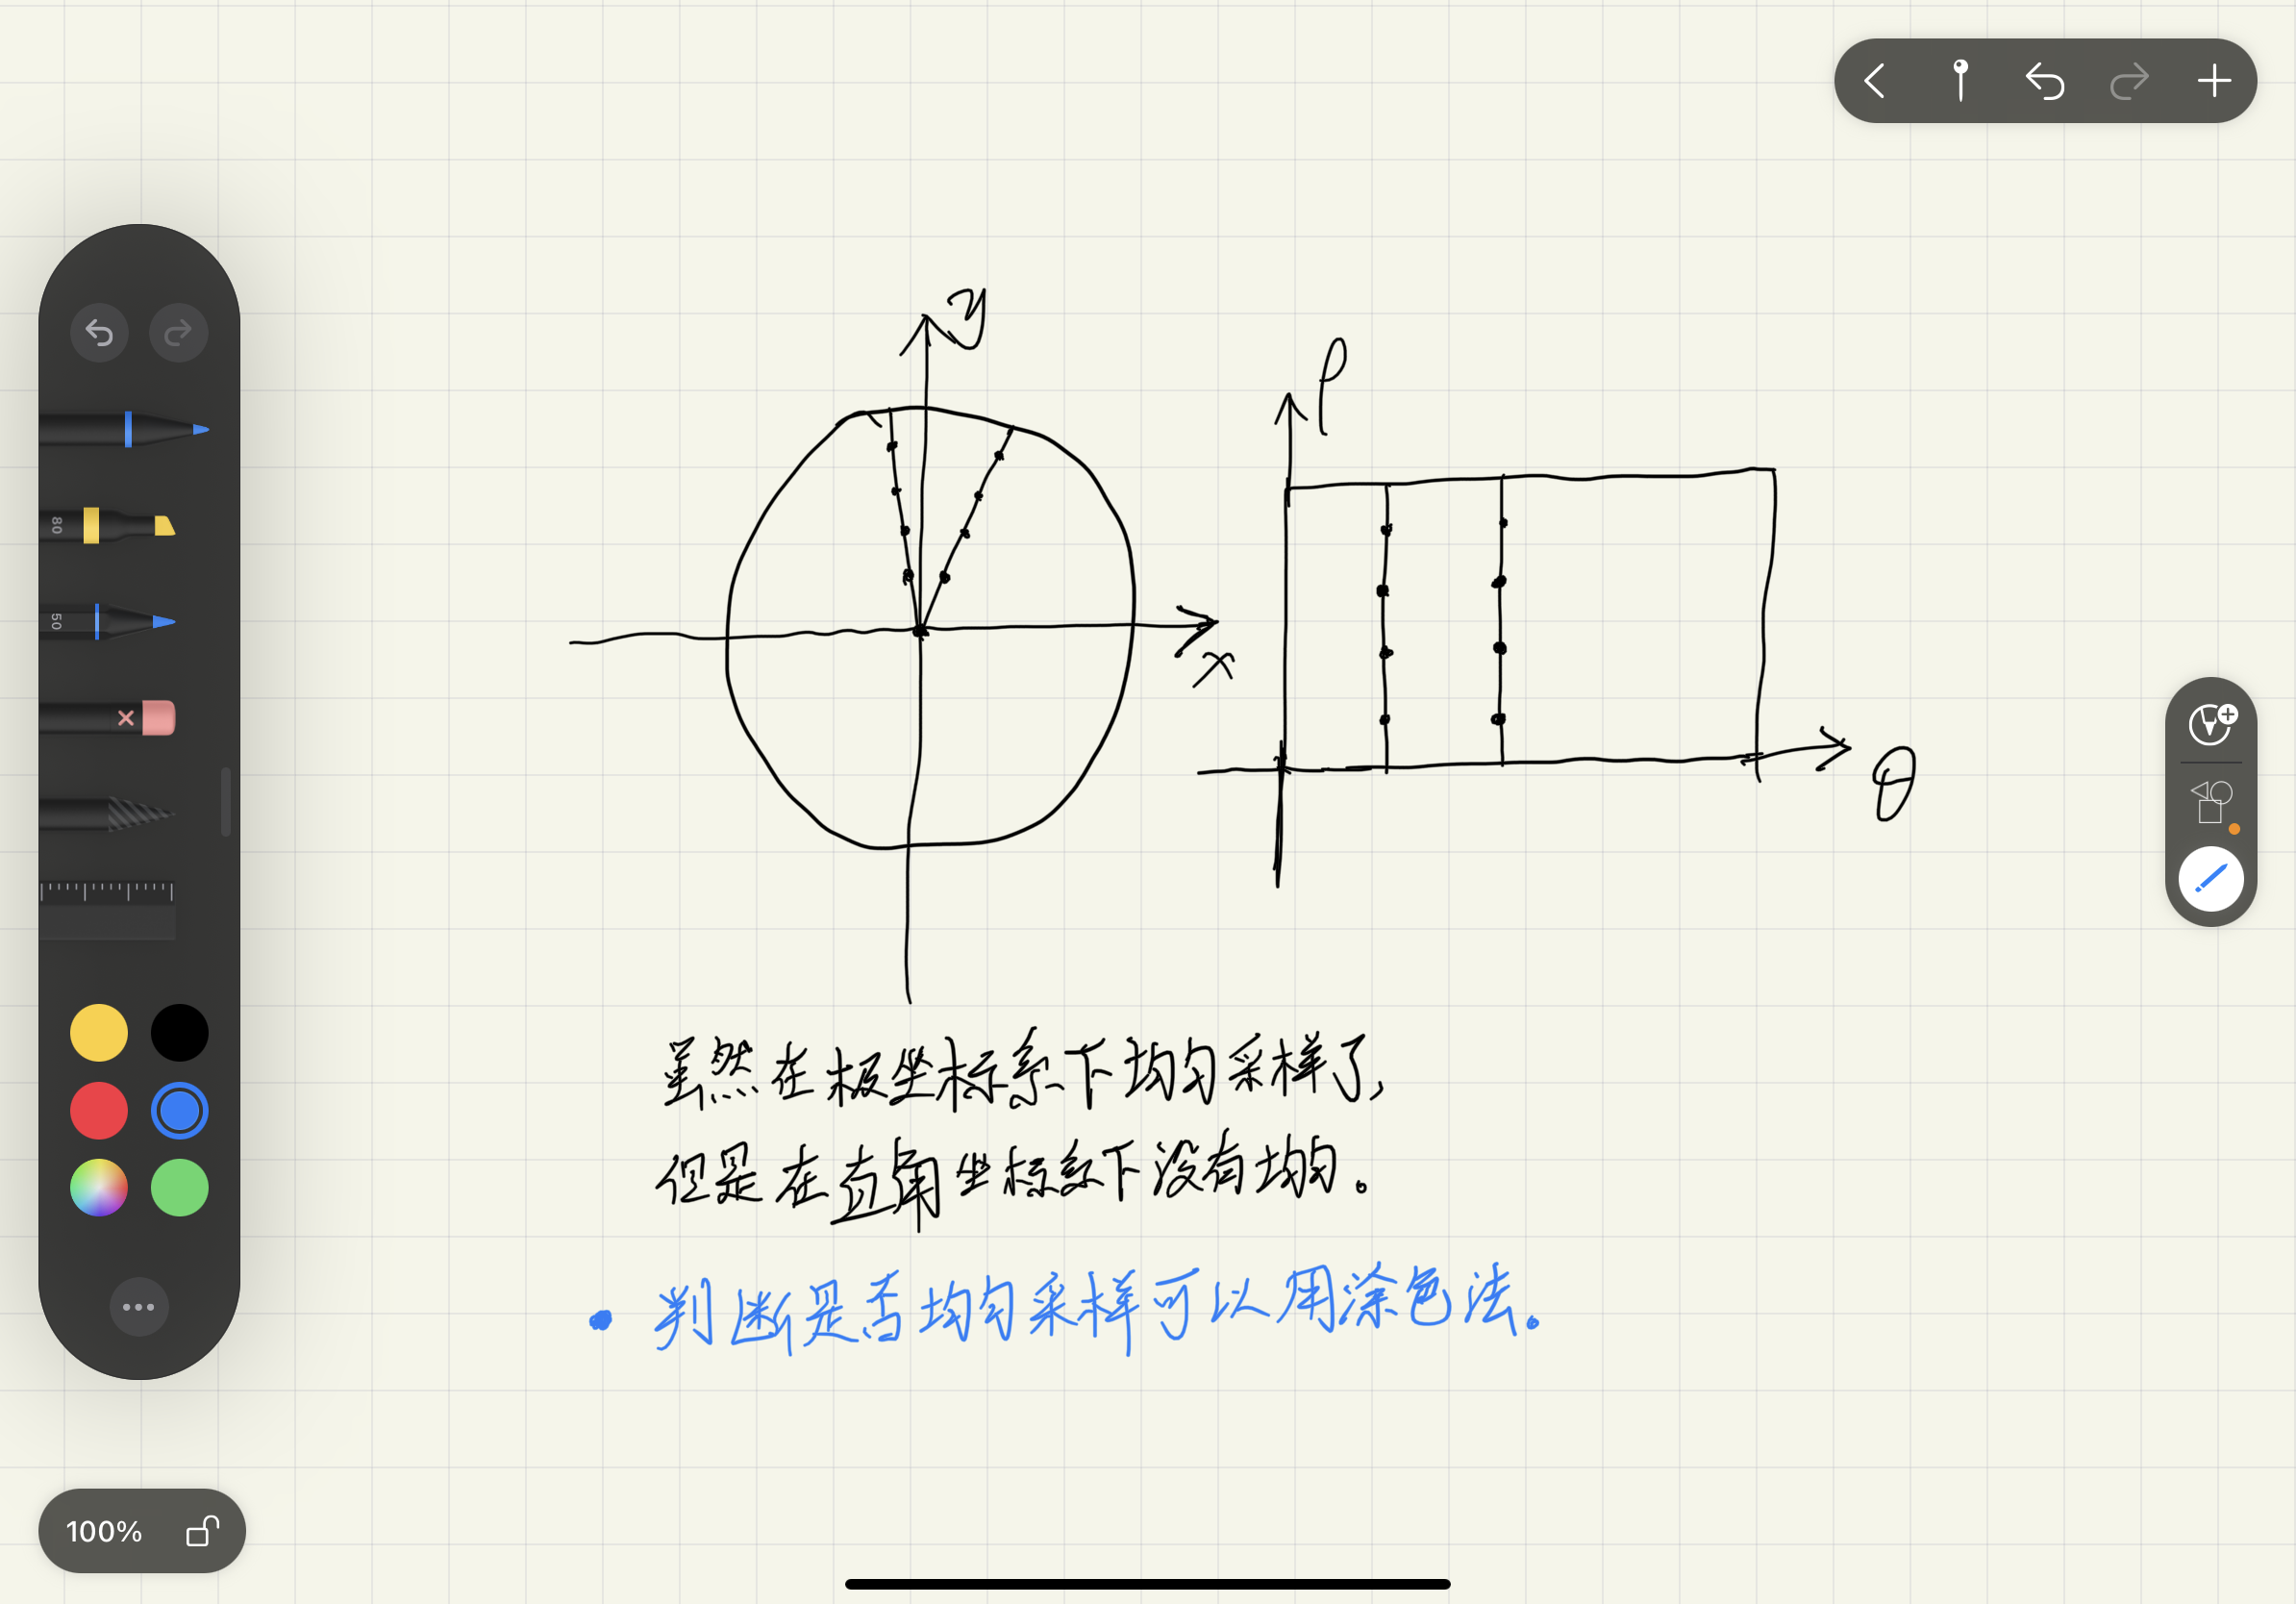 y
ρ
x
θ
虽然在极坐标系下均匀采样了,
但是在直角坐标系下没有均匀。
• 判断是否均匀采样可以用涂色法。
80
50
100%